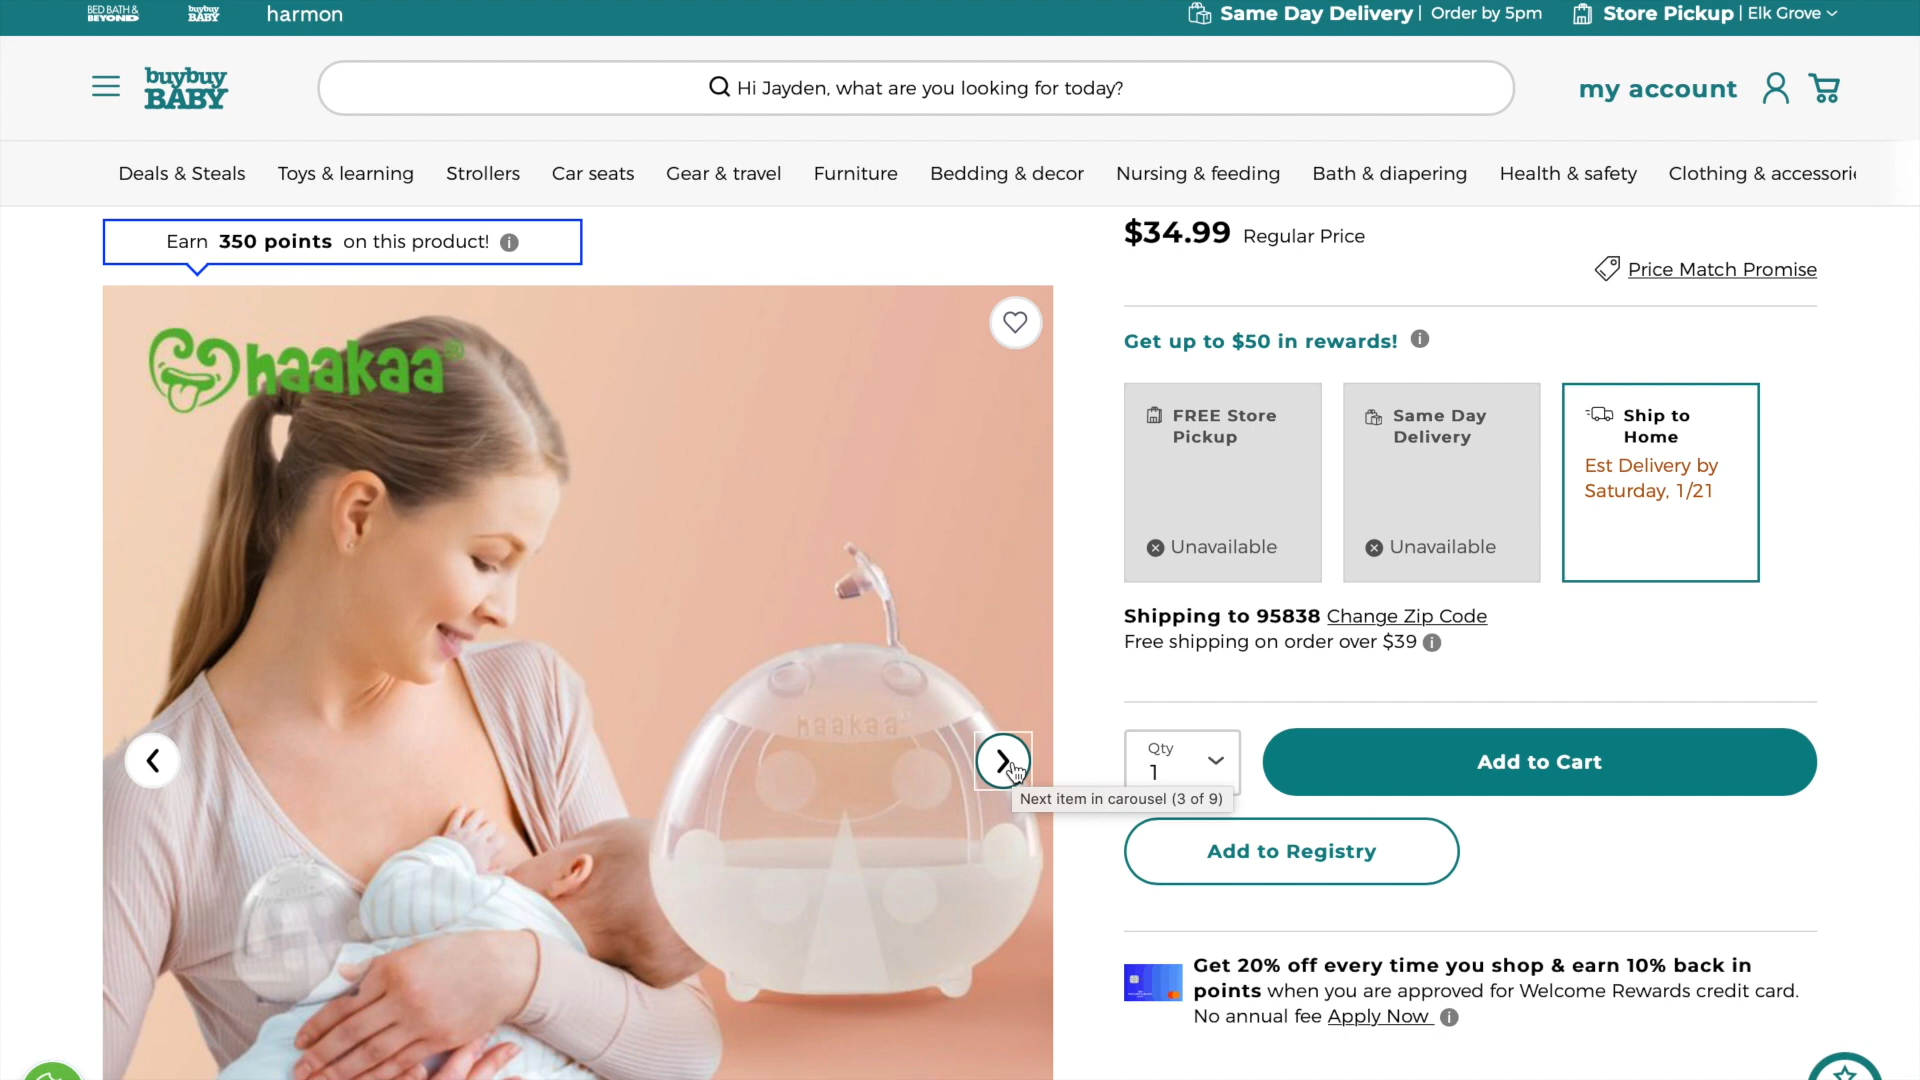 BED BATH &
BEYOND
buybuy
BABY
harmon
Same Day Delivery | Order by 5pm
Store Pickup | Elk Grove
buybuy
BABY
Hi Jayden, what are you looking for today?
my account
Deals & Steals
Toys & learning
Strollers
Car seats
Gear & travel
Furniture
Bedding & decor
Nursing & feeding
Bath & diapering
Health & safety
Clothing & accessori
Earn 350 points on this product!
$34.99 Regular Price
Price Match Promise
haakaa®
Get up to $50 in rewards!
FREE Store
Pickup
Unavailable
Same Day
Delivery
Unavailable
Ship to
Home
Est Delivery by
Saturday, 1/21
haakaa
Shipping to 95838 Change Zip Code
Free shipping on order over $39
Qty
1
Add to Cart
Next item in carousel (3 of 9)
Add to Registry
Get 20% off every time you shop & earn 10% back in
points when you are approved for Welcome Rewards credit card.
No annual fee Apply Now